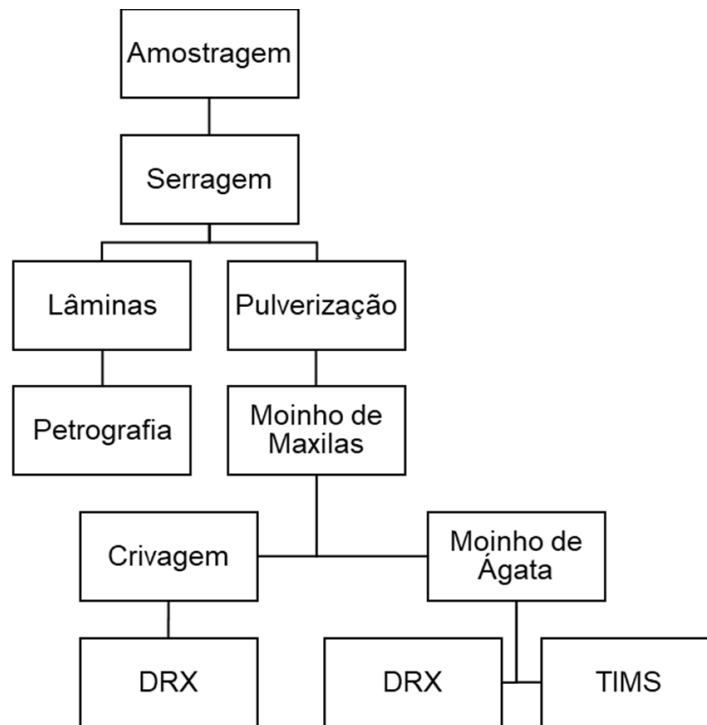 Amostragem
Serragem
Lâminas
Pulverização
Petrografia
Moinho de
Maxilas
Crivagem
Moinho de
Ágata
DRX
DRX
TIMS